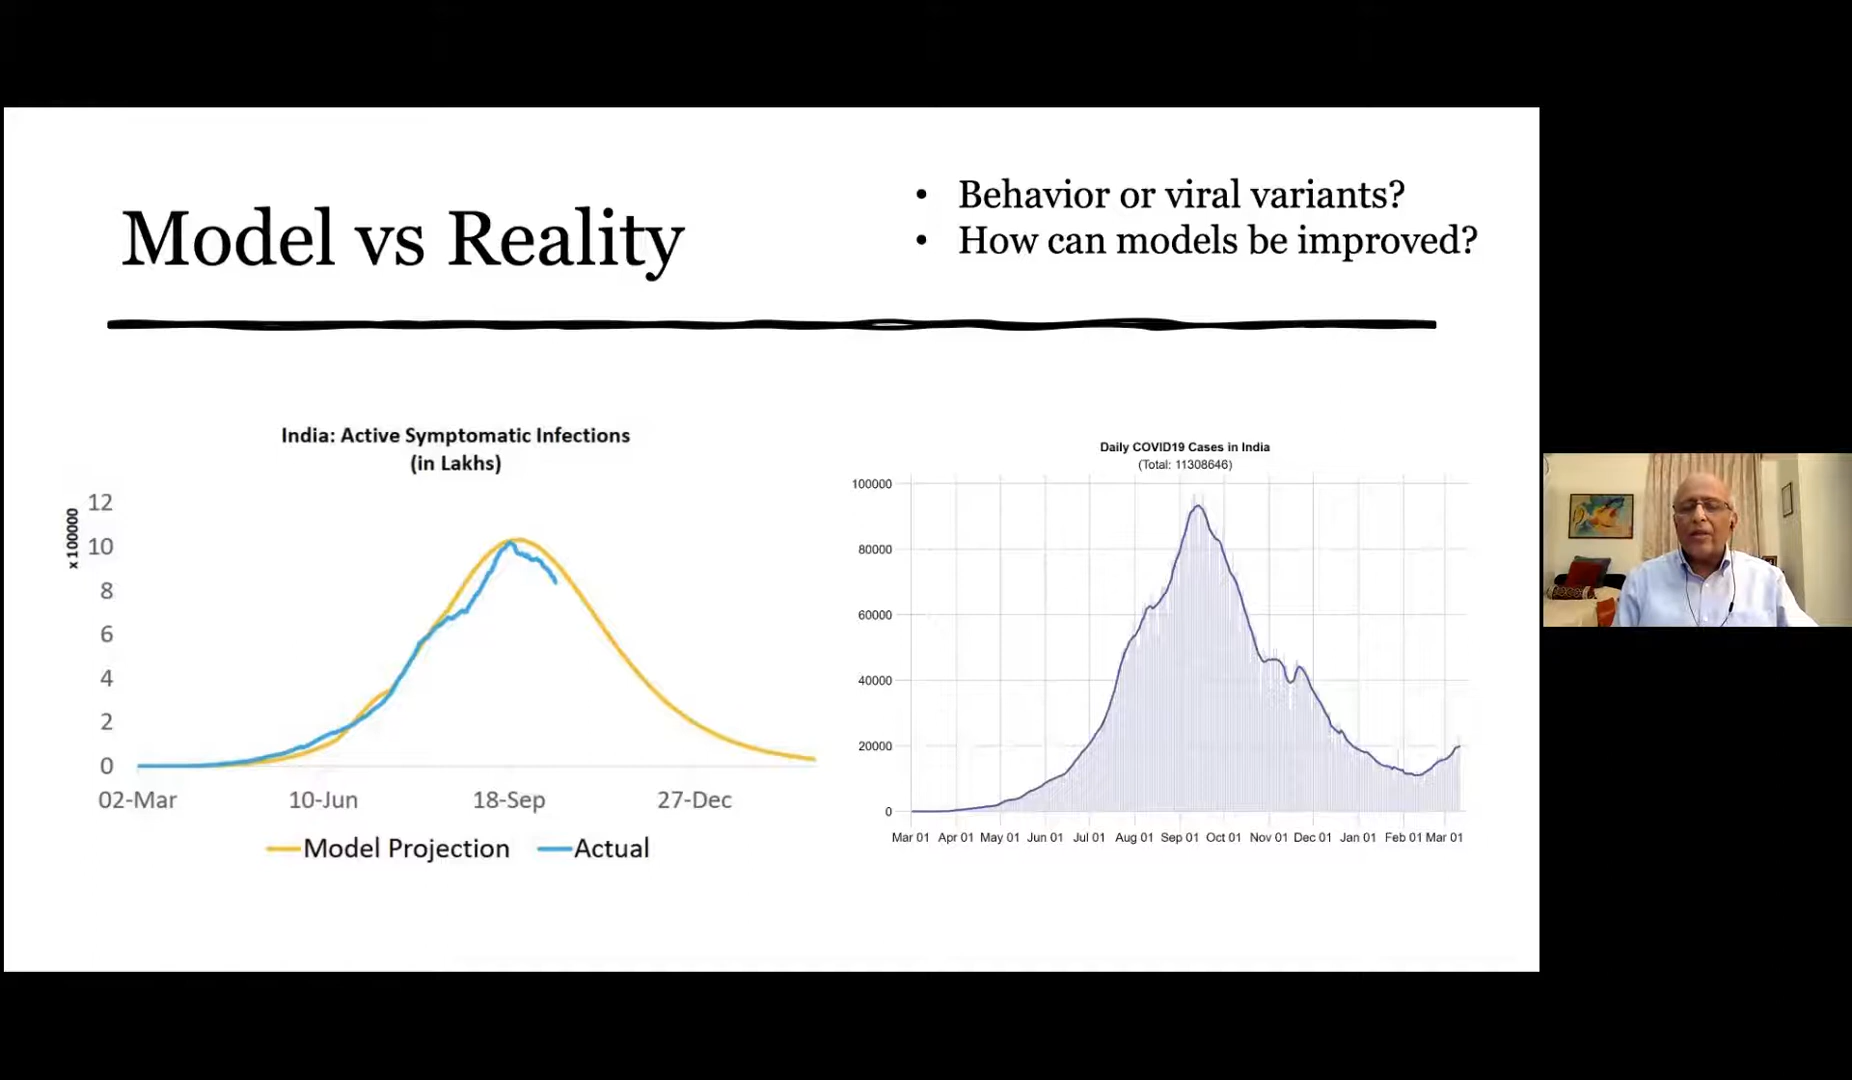 Model vs Reality
• Behavior or viral variants?
• How can models be improved?
India: Active Symptomatic Infections
(in Lakhs)
x 100000
12
10
8
6
4
2
0
02-Mar 10-Jun 18-Sep 27-Dec
Model Projection Actual
Daily COVID19 Cases in India
(Total: 11308646)
100000
80000
60000
40000
20000
0
Mar 01 Apr 01 May 01 Jun 01 Jul 01 Aug 01 Sep 01 Oct 01 Nov 01 Dec 01 Jan 01 Feb 01 Mar 01